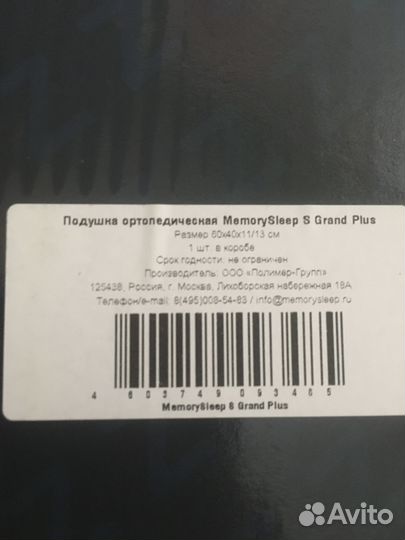 Подушка ортопедическая MemorySleep S Grand Plus
Размер 60х40х11/13 см
1 шт. в коробе
Срок годности: не ограничен
Производитель: ООО «Полимер-Групп»
125438, Россия, г. Москва, Лихоборская набережная 18А
Телефон/e-mail: 8(495)008-54-83 / info@memorysleep.ru
4 603749 093465
MemorySleep S Grand Plus
Avito